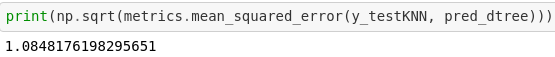 print(np.sqrt(metrics.mean_squared_error(y_testKNN, pred_dtree)))
1.0848176198295651